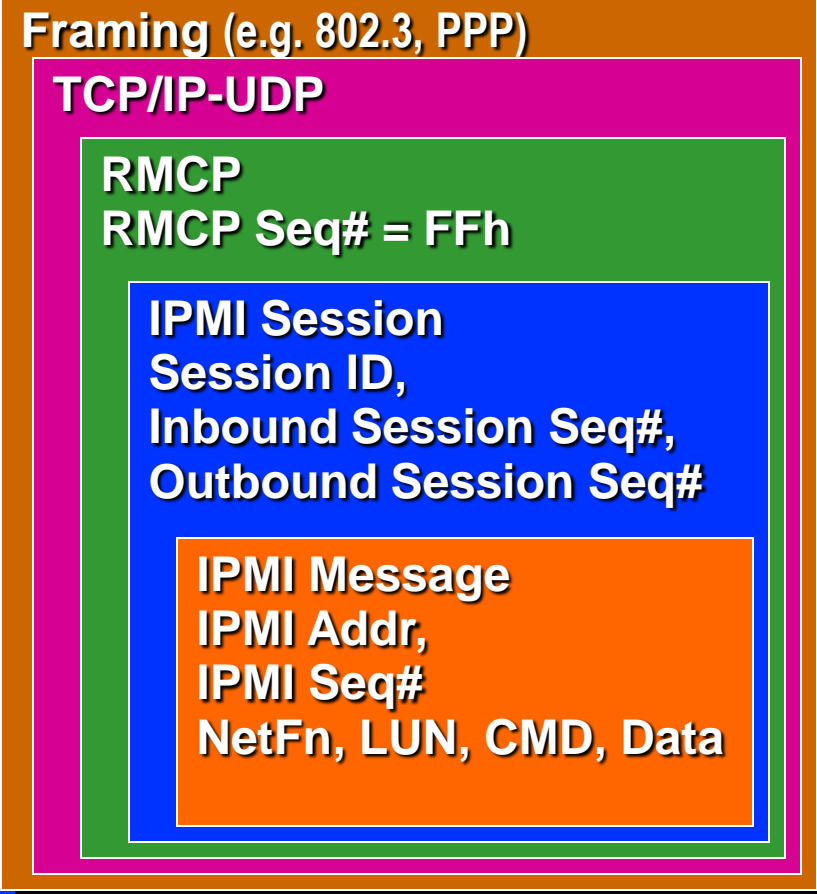 Framing (e.g. 802.3, PPP)
TCP/IP-UDP
RMCP
RMCP Seq# = FFh
IPMI Session
Session ID,
Inbound Session Seq#,
Outbound Session Seq#
IPMI Message
IPMI Addr,
IPMI Seq#
NetFn, LUN, CMD, Data